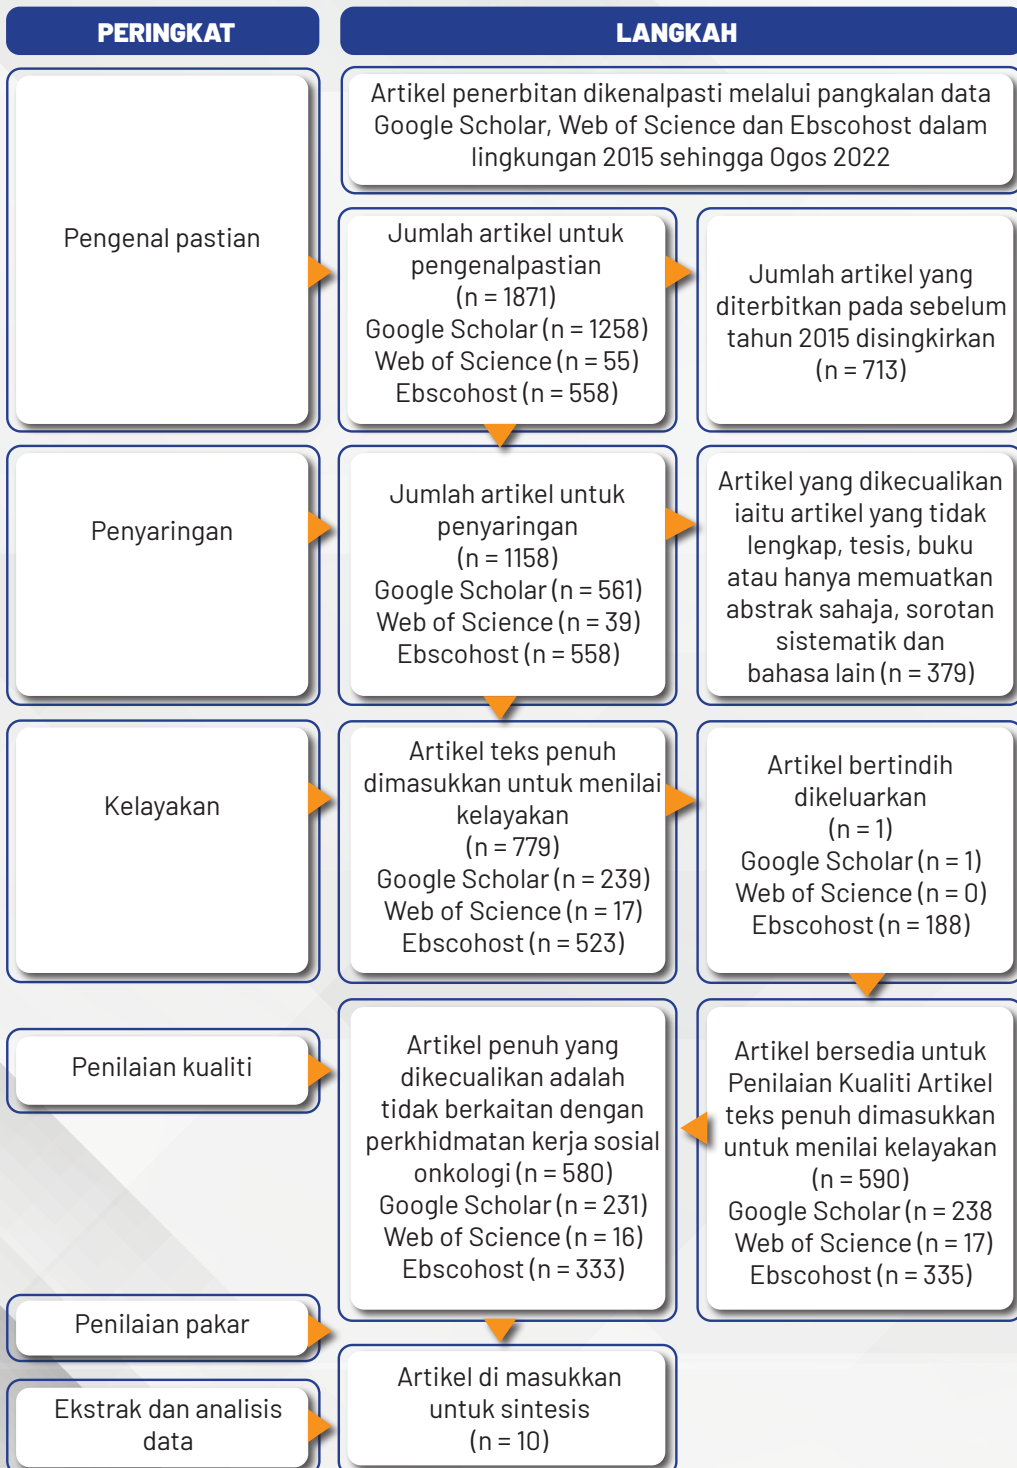 PERINGKAT
LANGKAH
Pengenal pastian
Artikel penerbitan dikenalpasti melalui pangkalan data
Google Scholar, Web of Science dan Ebscohost dalam
lingkungan 2015 sehingga Ogos 2022
Jumlah artikel untuk
pengenalpastian
(n = 1871)
Google Scholar (n = 1258)
Web of Science (n = 55)
Ebscohost (n = 558)
Jumlah artikel yang
diterbitkan pada sebelum
tahun 2015 disingkirkan
(n = 713)
Penyaringan
Jumlah artikel untuk
penyaringan
(n = 1158)
Google Scholar (n = 561)
Web of Science (n = 39)
Ebscohost (n = 558)
Artikel yang dikecualikan
iaitu artikel yang tidak
lengkap, tesis, buku
atau hanya memuatkan
abstrak sahaja, sorotan
sistematik dan
bahasa lain (n = 379)
Kelayakan
Artikel teks penuh
dimasukkan untuk menilai
kelayakan
(n = 779)
Google Scholar (n = 239)
Web of Science (n = 17)
Ebscohost (n = 523)
Artikel bertindih
dikeluarkan
(n = 1)
Google Scholar (n = 1)
Web of Science (n = 0)
Ebscohost (n = 188)
Penilaian kualiti
Artikel penuh yang
dikecualikan adalah
tidak berkaitan dengan
perkhidmatan kerja sosial
onkologi (n = 580)
Google Scholar (n = 231)
Web of Science (n = 16)
Ebscohost (n = 333)
Artikel bersedia untuk
Penilaian Kualiti Artikel
teks penuh dimasukkan
untuk menilai kelayakan
(n = 590)
Google Scholar (n = 238
Web of Science (n = 17)
Ebscohost (n = 335)
Penilaian pakar
Ekstrak dan analisis
data
Artikel di masukkan
untuk sintesis
(n = 10)